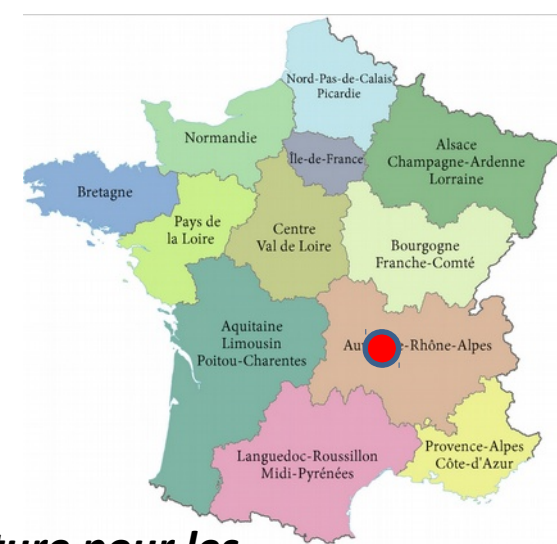 Nord-Pas-de-Calais
Picardie
Normandie
Île-de-France
Alsace
Champagne-Ardenne
Lorraine
Bretagne
Pays de
la Loire
Centre
Val de Loire
Bourgogne
Franche-Comté
Aquitaine
Limousin
Poitou-Charentes
-Rhône-Alpes
Languedoc-Roussillon
Midi-Pyrénées
Provence-Alpes
Côte-d'Azur
pour les